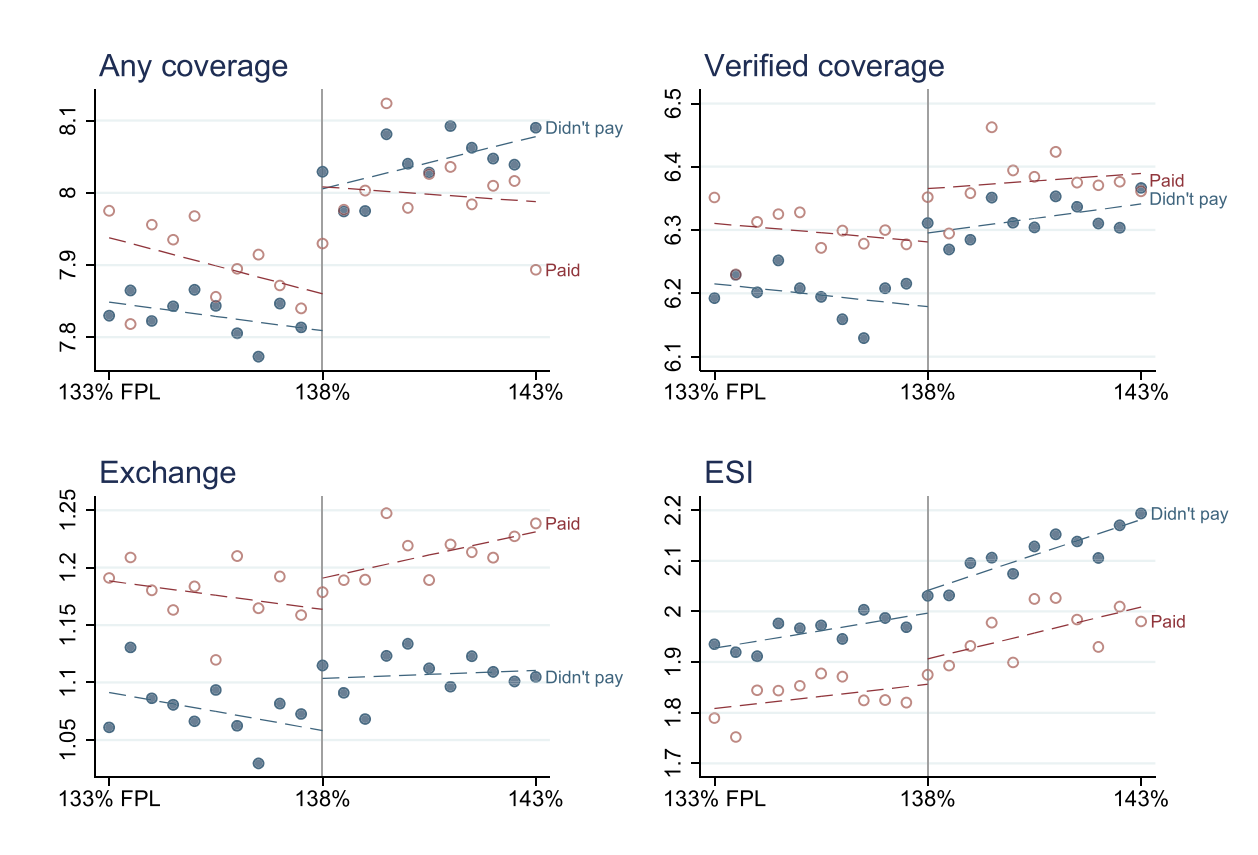 Any coverage
8.1
8
7.9
7.8
Didn't pay
Paid
133% FPL
138%
143%
Verified coverage
6.5
6.4
6.3
6.2
6.1
Paid
Didn't pay
133% FPL
138%
143%
Exchange
1.25
1.2
1.15
1.1
1.05
Paid
Didn't pay
133% FPL
138%
143%
ESI
2.2
2.1
2
1.9
1.8
1.7
Didn't pay
Paid
133% FPL
138%
143%